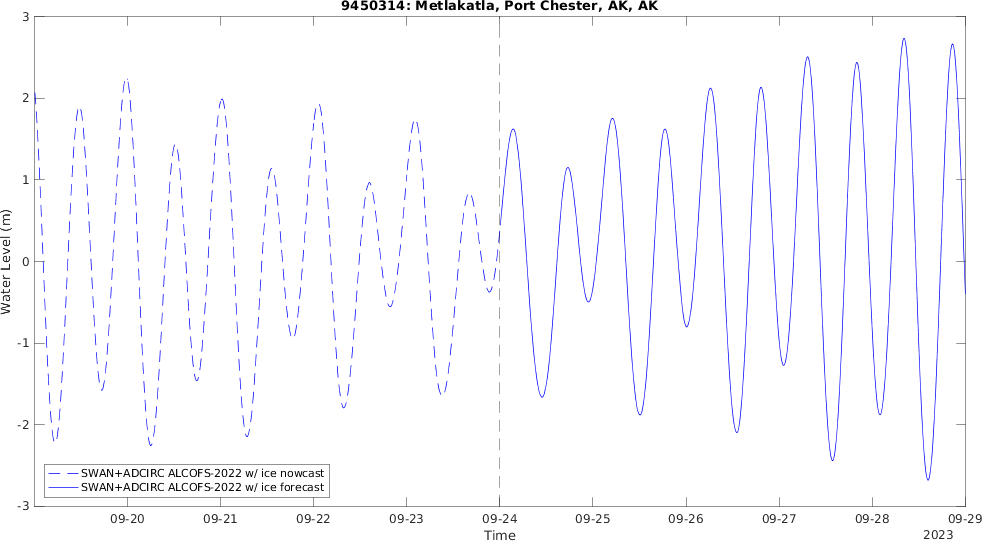 9450314: Metlakatla, Port Chester, AK, AK
3
2
1
0
-1
-2
-3
Water Level (m)
SWAN+ADCIRC ALCOFS-2022 w/ ice nowcast
SWAN+ADCIRC ALCOFS-2022 w/ ice forecast
09-20 09-21 09-22 09-23 09-24 09-25 09-26 09-27 09-28 09-29
Time
2023